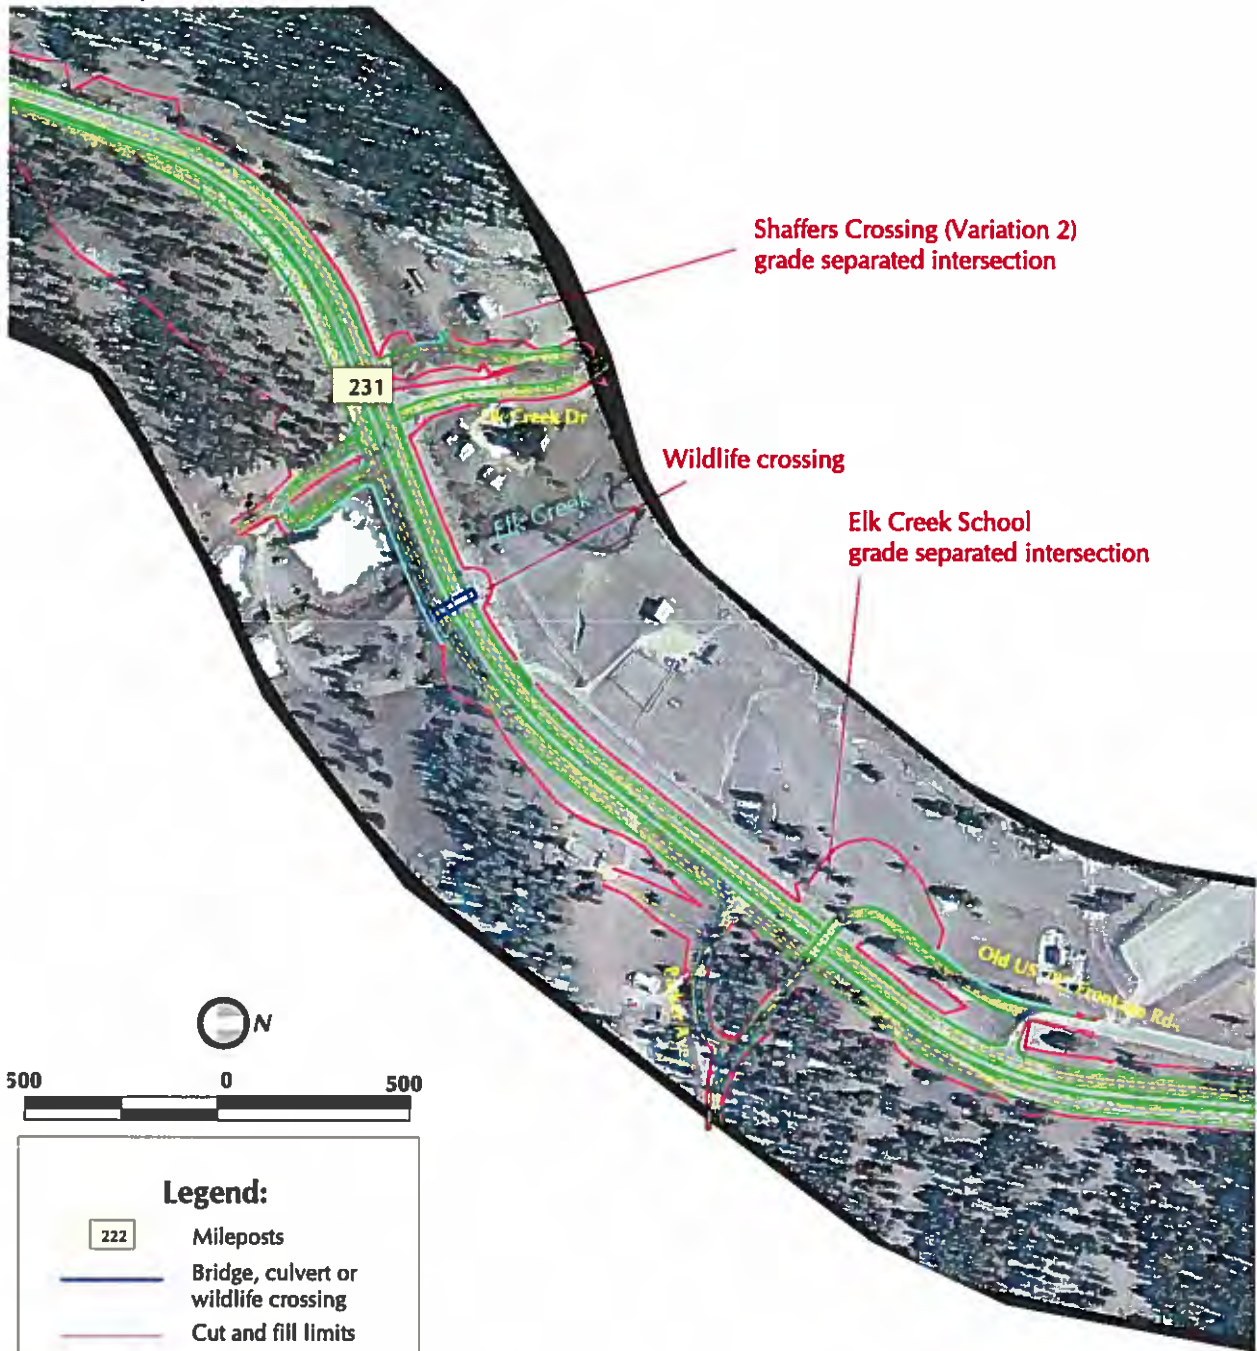 Shaffers Crossing (Variation 2)
grade separated intersection
231
Elk Creek Dr
Wildlife crossing
Elk Creek
Elk Creek School
grade separated intersection
Old US Frontage Rd.
N
500 0 500
Legend:
222 Mileposts
Bridge, culvert or
wildlife crossing
Cut and fill limits